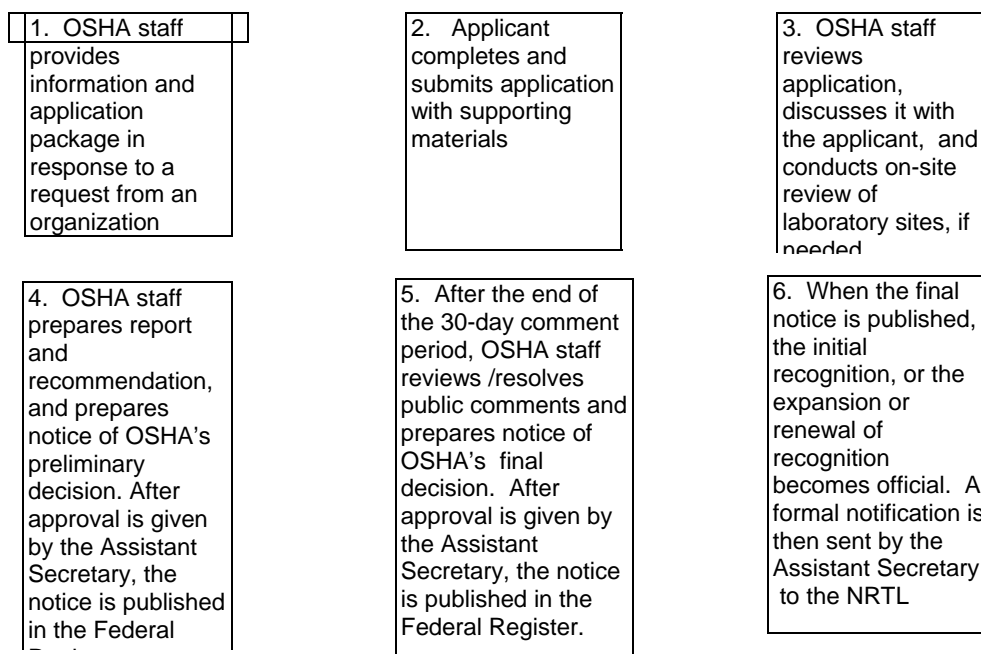 1. OSHA staff
provides
information and
application
package in
response to a
request from an
organization
2. Applicant
completes and
submits application
with supporting
materials
3. OSHA staff
reviews
application,
discusses it with
the applicant, and
conducts on-site
review of
laboratory sites, if
needed
4. OSHA staff
prepares report
and
recommendation,
and prepares
notice of OSHA’s
preliminary
decision. After
approval is given
by the Assistant
Secretary, the
notice is published
in the Federal
5. After the end of
the 30-day comment
period, OSHA staff
reviews /resolves
public comments and
prepares notice of
OSHA’s final
decision. After
approval is given by
the Assistant
Secretary, the notice
is published in the
Federal Register.
6. When the final
notice is published,
the initial
recognition, or the
expansion or
renewal of
recognition
becomes official. A
formal notification is
then sent by the
Assistant Secretary
to the NRTL